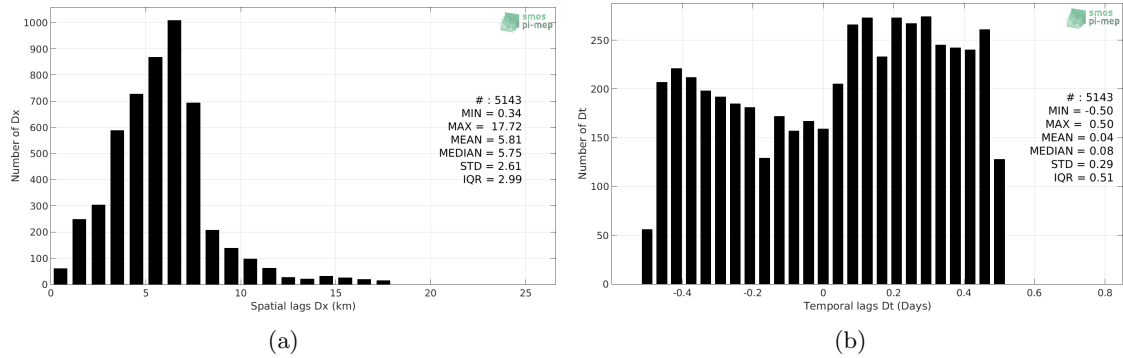 1000
900
800
700
600
500
400
300
200
100
0
Number of Dx
0 5 10 15 20 25
Spatial lags Dx (km)
smos
pi-mep
# : 5143
MIN = 0.34
MAX = 17.72
MEAN = 5.81
MEDIAN = 5.75
STD = 2.61
IQR = 2.99
(a)
250
200
150
100
50
0
Number of Dt
-0.4 -0.2 0 0.2 0.4 0.6 0.8
Temporal lags Dt (Days)
smos
pi-mep
# : 5143
MIN = -0.50
MAX = 0.50
MEAN = 0.04
MEDIAN = 0.08
STD = 0.29
IQR = 0.51
(b)